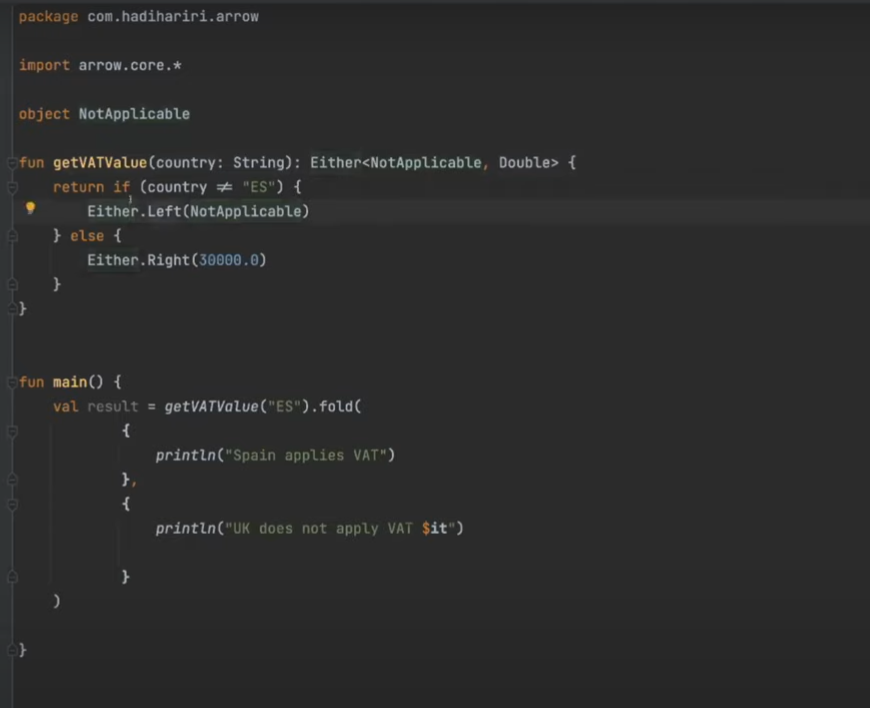 package com.hadihariri.arrow
import arrow.core.*
object NotApplicable
fun getVATValue(country: String): Either<NotApplicable, Double> {
return if (country ≠ "ES") {
Either.Left(NotApplicable)
} else {
Either.Right(30000.0)
}
}
fun main() {
val result = getVATValue("ES").fold(
{
println("Spain applies VAT")
},
{
println("UK does not apply VAT $it")
}
)
}